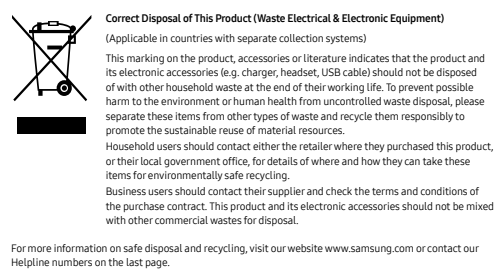 Correct Disposal of This Product (Waste Electrical & Electronic Equipment)
(Applicable in countries with separate collection systems)
This marking on the product, accessories or literature indicates that the product and
its electronic accessories (e.g. charger, headset, USB cable) should not be disposed
of with other household waste at the end of their working life. To prevent possible
harm to the environment or human health from uncontrolled waste disposal, please
separate these items from other types of waste and recycle them responsibly to
promote the sustainable reuse of material resources.
Household users should contact either the retailer where they purchased this product,
or their local government office, for details of where and how they can take these
items for environmentally safe recycling.
Business users should contact their supplier and check the terms and conditions of
the purchase contract. This product and its electronic accessories should not be mixed
with other commercial wastes for disposal.
For more information on safe disposal and recycling, visit our website www.samsung.com or contact our
Helpline numbers on the last page.